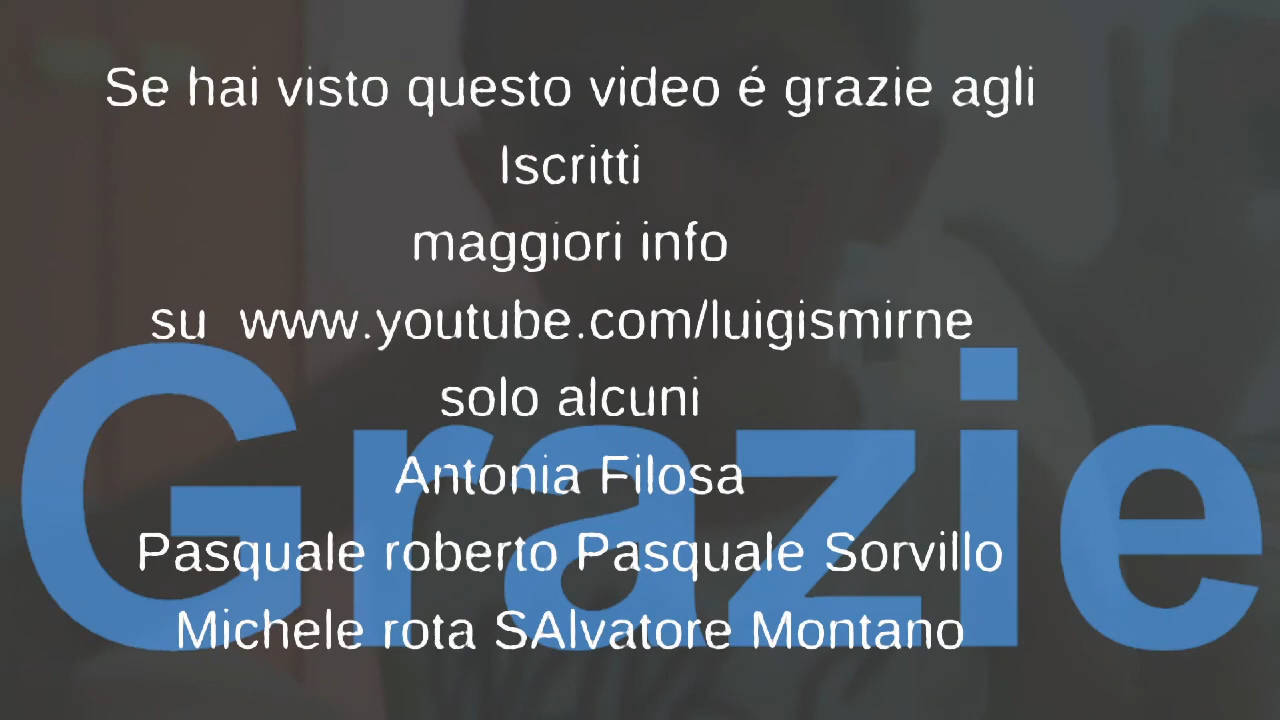 Se hai visto questo video é grazie agli
Iscritti
maggiori info
su  www.youtube.com/luigismirne
solo alcuni
Antonia Filosa
Pasquale roberto Pasquale Sorvillo
Michele rota SAlvatore Montano
Grazie